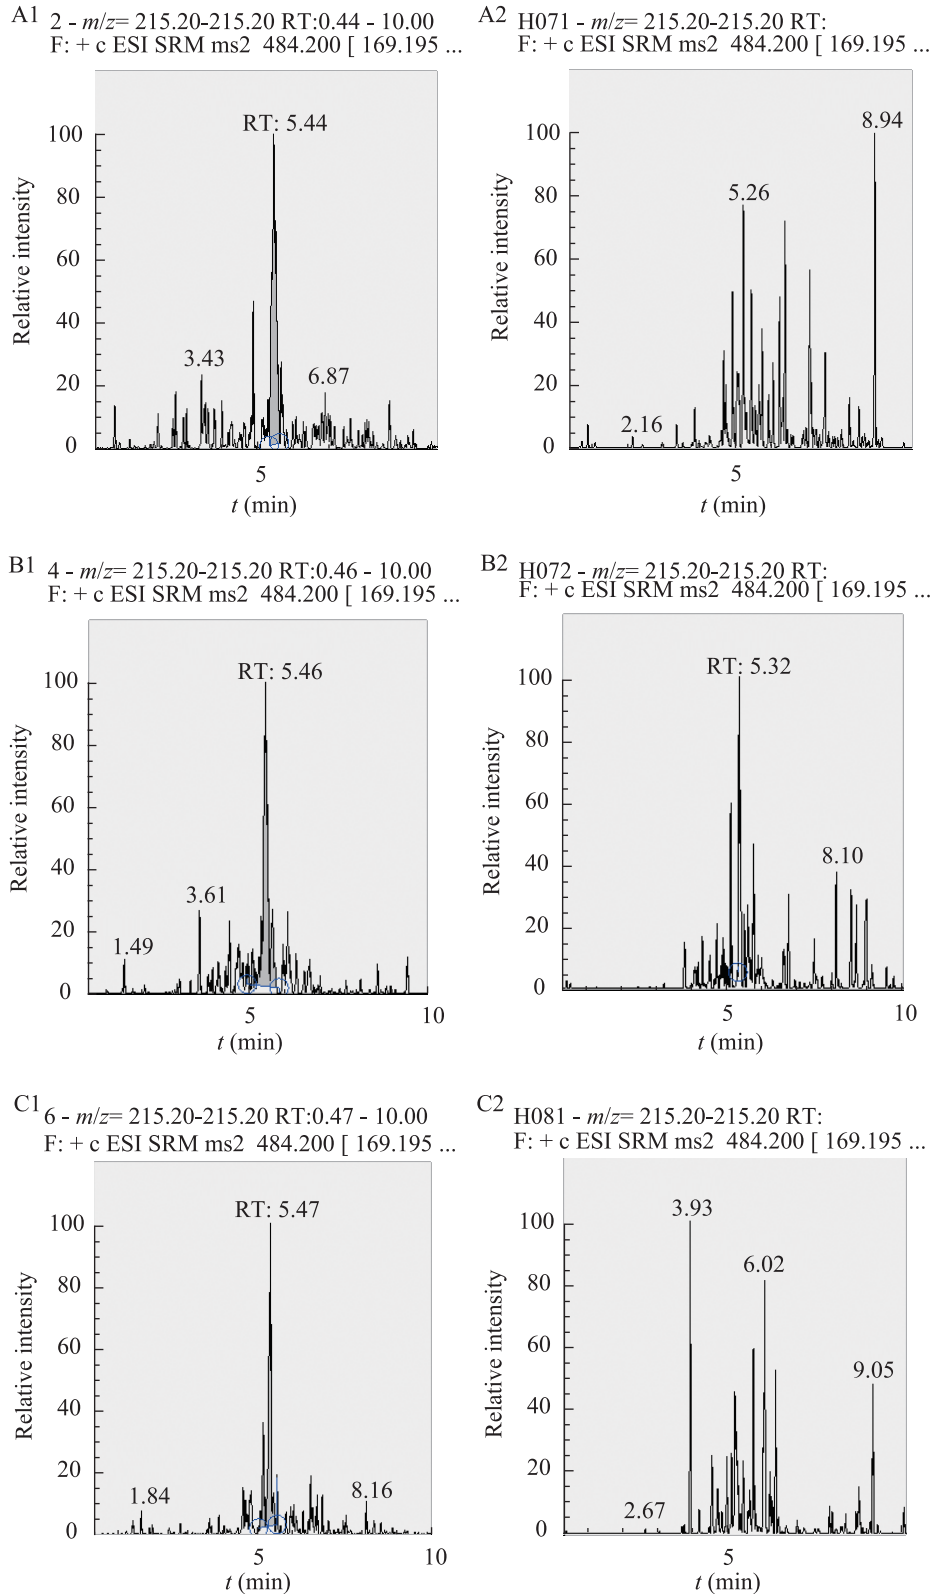 A1 2 - m/z= 215.20-215.20 RT:0.44 - 10.00
F: + c ESI SRM ms2 484.200 [ 169.195 ...
RT: 5.44
3.43
6.87
100
80
60
40
20
0
Relative intensity
5
t (min)
A2 H071 - m/z= 215.20-215.20 RT:
F: + c ESI SRM ms2 484.200 [ 169.195 ...
8.94
5.26
2.16
100
80
60
40
20
0
Relative intensity
5
t (min)
B1 4 - m/z= 215.20-215.20 RT:0.46 - 10.00
F: + c ESI SRM ms2 484.200 [ 169.195 ...
RT: 5.46
3.61
1.49
100
80
60
40
20
0
Relative intensity
5 10
t (min)
B2 H072 - m/z= 215.20-215.20 RT:
F: + c ESI SRM ms2 484.200 [ 169.195 ...
RT: 5.32
8.10
100
80
60
40
20
0
Relative intensity
5 10
t (min)
C1 6 - m/z= 215.20-215.20 RT:0.47 - 10.00
F: + c ESI SRM ms2 484.200 [ 169.195 ...
RT: 5.47
1.84
8.16
100
80
60
40
20
0
Relative intensity
5 10
t (min)
C2 H081 - m/z= 215.20-215.20 RT:
F: + c ESI SRM ms2 484.200 [ 169.195 ...
3.93
6.02
9.05
2.67
100
80
60
40
20
0
Relative intensity
5
t (min)